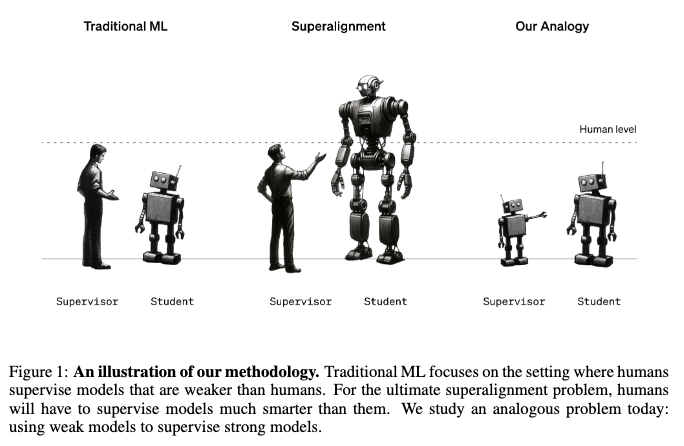 Traditional ML
Superalignment
Our Analogy
Human level
Supervisor
Student
Supervisor
Student
Supervisor
Student
Figure 1: An illustration of our methodology. Traditional ML focuses on the setting where humans
supervise models that are weaker than humans. For the ultimate superalignment problem, humans
will have to supervise models much smarter than them. We study an analogous problem today:
using weak models to supervise strong models.